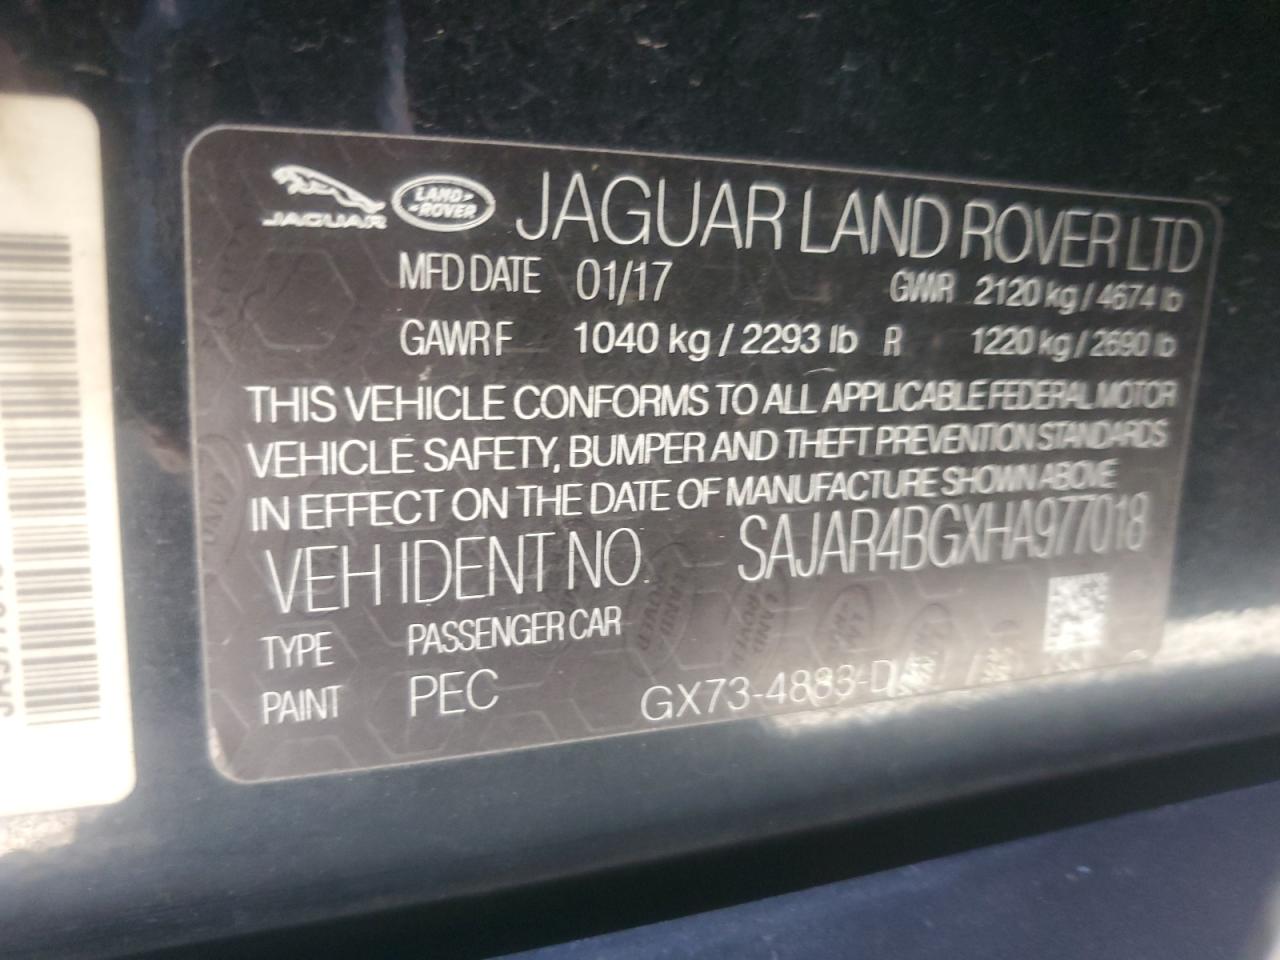 JAGUAR LAND-ROVER JAGUAR LAND ROVER LTD
MFD DATE 01/17 GWR 2120 kg / 4674 lb
GAWR F 1040 kg / 2293 lb R 1220 kg / 2690 lb
THIS VEHICLE CONFORMS TO ALL APPLICABLE FEDERAL MOTOR
VEHICLE SAFETY, BUMPER AND THEFT PREVENTION STANDARDS
IN EFFECT ON THE DATE OF MANUFACTURE SHOWN ABOVE
VEH IDENT NO. SAJAR4BGXHA977018
TYPE PASSENGER CAR
PAINT PEC GX73-4883-D